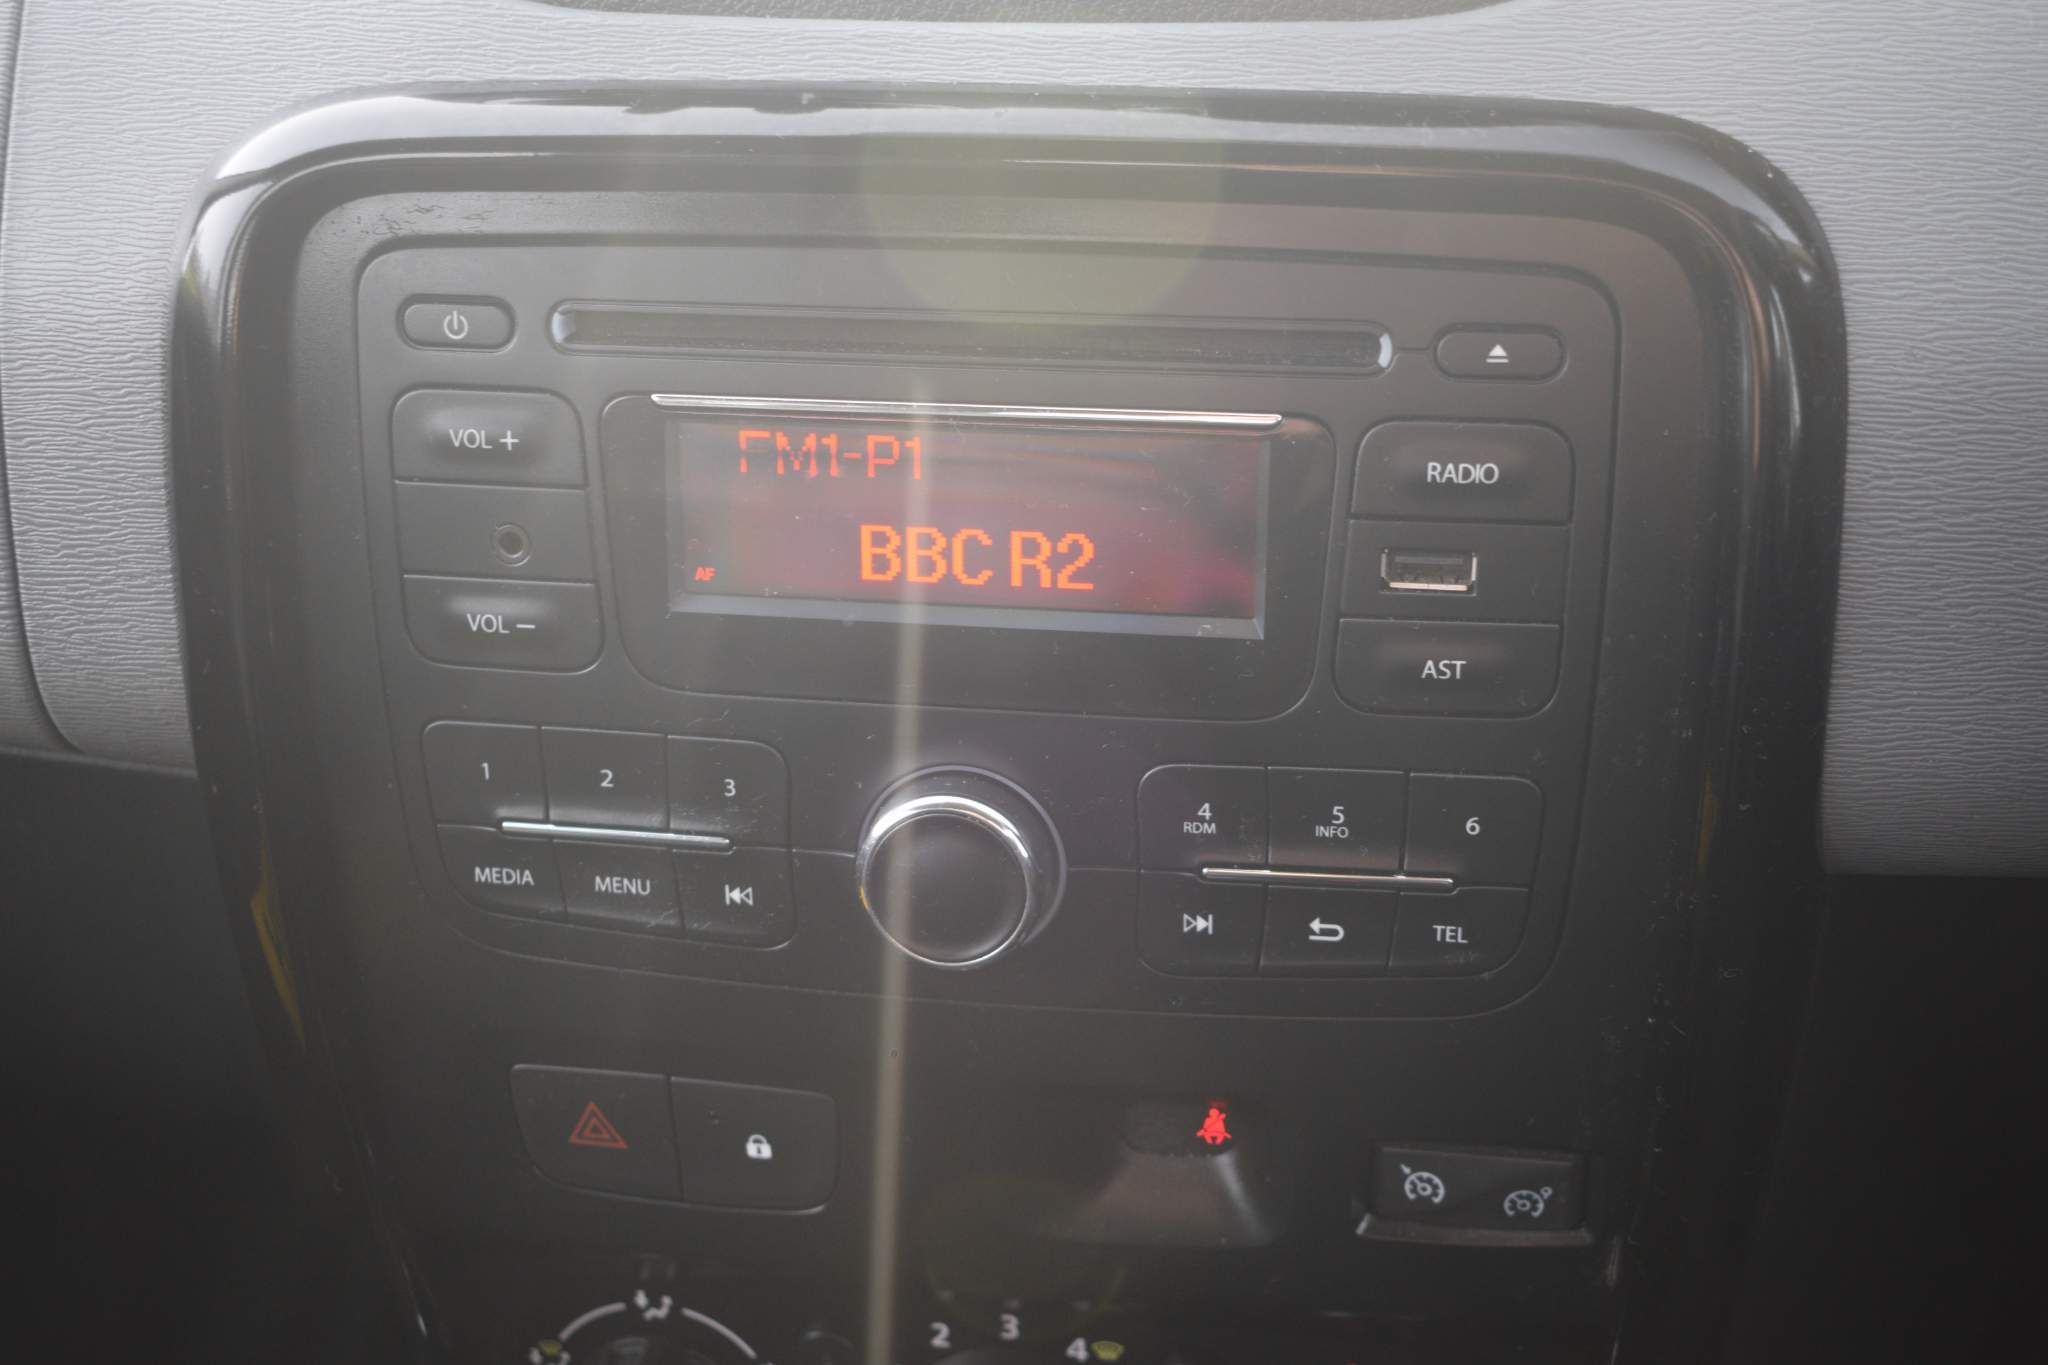 VOL +
FM1-P1
RADIO
BBC R2
AF
VOL −
AST
1 2 3
4 5 6
RDM INFO
MEDIA MENU
TEL
2 3 4